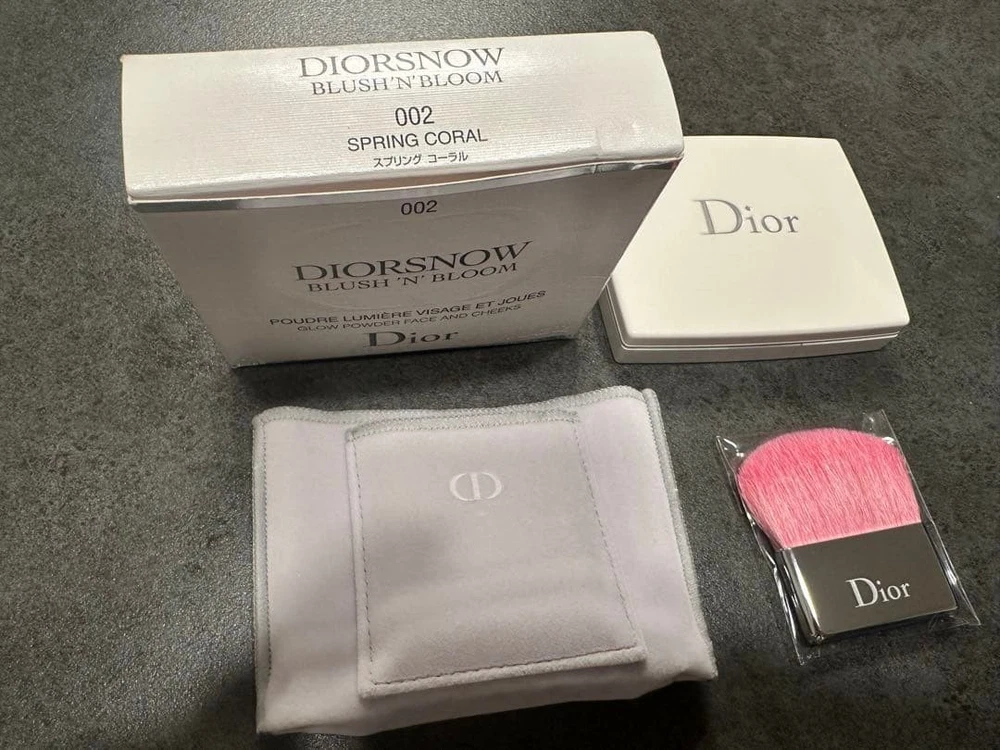 DIORSNOW
BLUSH'N'BLOOM
002
SPRING CORAL
スプリング コーラル
002
DIORSNOW
BLUSH 'N' BLOOM
POUDRE LUMIÈRE VISAGE ET JOUES
GLOW POWDER FACE AND CHEEKS
Dior
Dior
CD
Dior